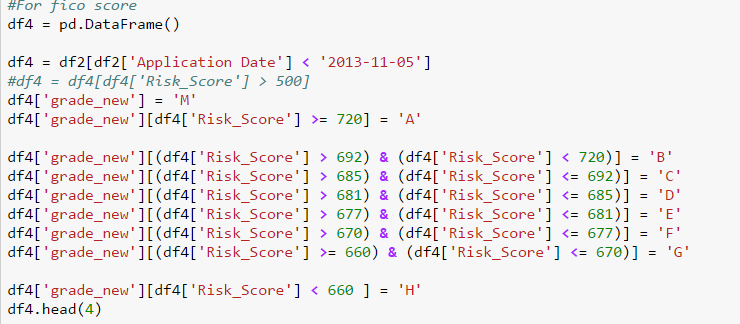 #For fico score
df4 = pd.DataFrame()
df4 = df2[df2['Application Date'] < '2013-11-05']
#df4 = df4[df4['Risk_Score'] > 500]
df4['grade_new'] = 'M'
df4['grade_new'][df4['Risk_Score'] >= 720] = 'A'
df4['grade_new'][(df4['Risk_Score'] > 692) & (df4['Risk_Score'] < 720)] = 'B'
df4['grade_new'][(df4['Risk_Score'] > 685) & (df4['Risk_Score'] <= 692)] = 'C'
df4['grade_new'][(df4['Risk_Score'] > 681) & (df4['Risk_Score'] <= 685)] = 'D'
df4['grade_new'][(df4['Risk_Score'] > 677) & (df4['Risk_Score'] <= 681)] = 'E'
df4['grade_new'][(df4['Risk_Score'] > 670) & (df4['Risk_Score'] <= 677)] = 'F'
df4['grade_new'][(df4['Risk_Score'] >= 660) & (df4['Risk_Score'] <= 670)] = 'G'
df4['grade_new'][df4['Risk_Score'] < 660 ] = 'H'
df4.head(4)